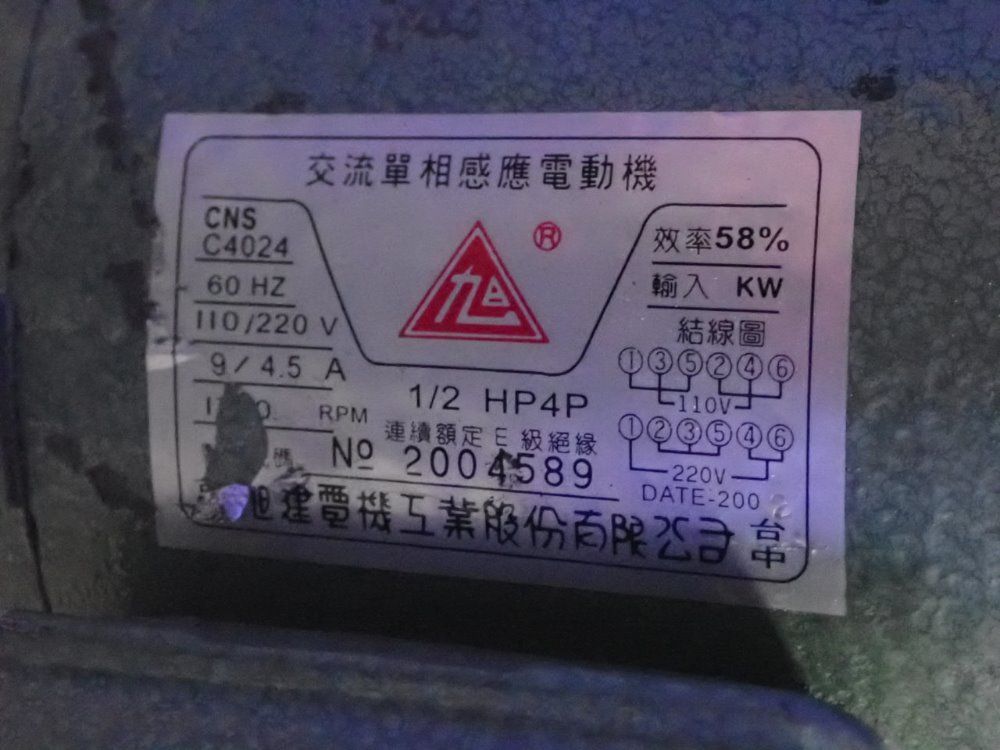 交流單相感應電動機
CNS
C4024
60 HZ
110/220 V
9/4.5 A
RPM
旭
®
效率58%
輸入 KW
結線圖
①③⑤②④⑥
110V
①②③⑤④⑥
220V
DATE-200
1/2 HP4P
連續額定 E 級絕緣
Nº 2004589
旭建電機工業股份有限公司 台中